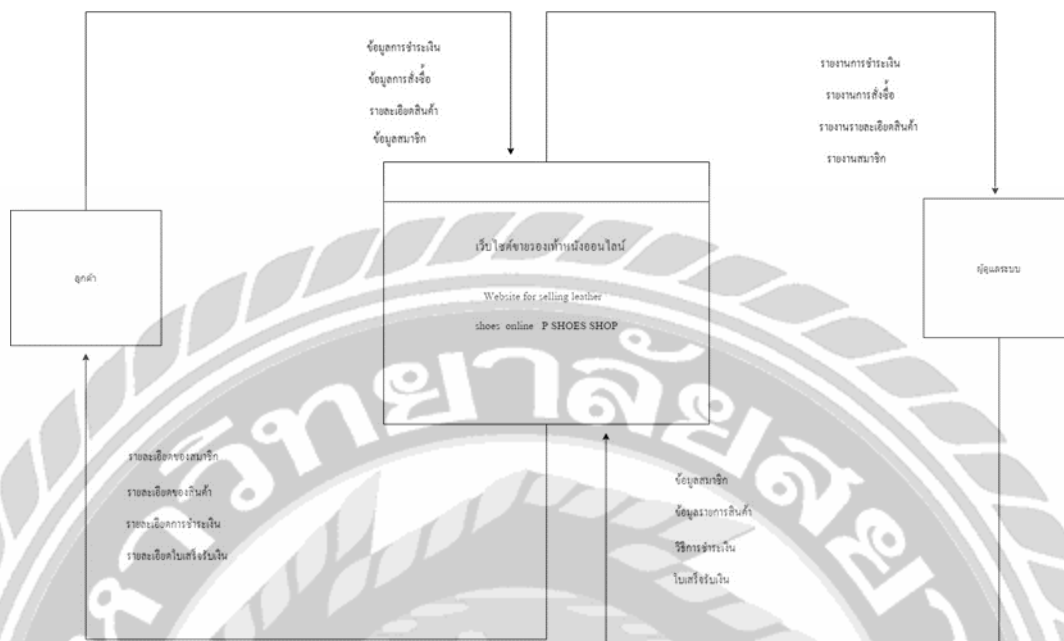 ข้อมูลการชำระเงิน
ข้อมูลการสั่งซื้อ
รายละเอียดสินค้า
ข้อมูลสมาชิก
รายงานการชำระเงิน
รายงานการสั่งซื้อ
รายงานรายละเอียดสินค้า
รายงานสมาชิก
ลูกค้า
เว็บไซต์ขายรองเท้าหนังออนไลน์
Website for selling leather
shoes online P SHOES SHOP
ผู้ดูแลระบบ
รายละเอียดของสมาชิก
รายละเอียดของสินค้า
รายละเอียดการชำระเงิน
รายละเอียดใบเสร็จรับเงิน
ข้อมูลสมาชิก
ข้อมูลรายการสินค้า
วิธีการชำระเงิน
ใบเสร็จรับเงิน